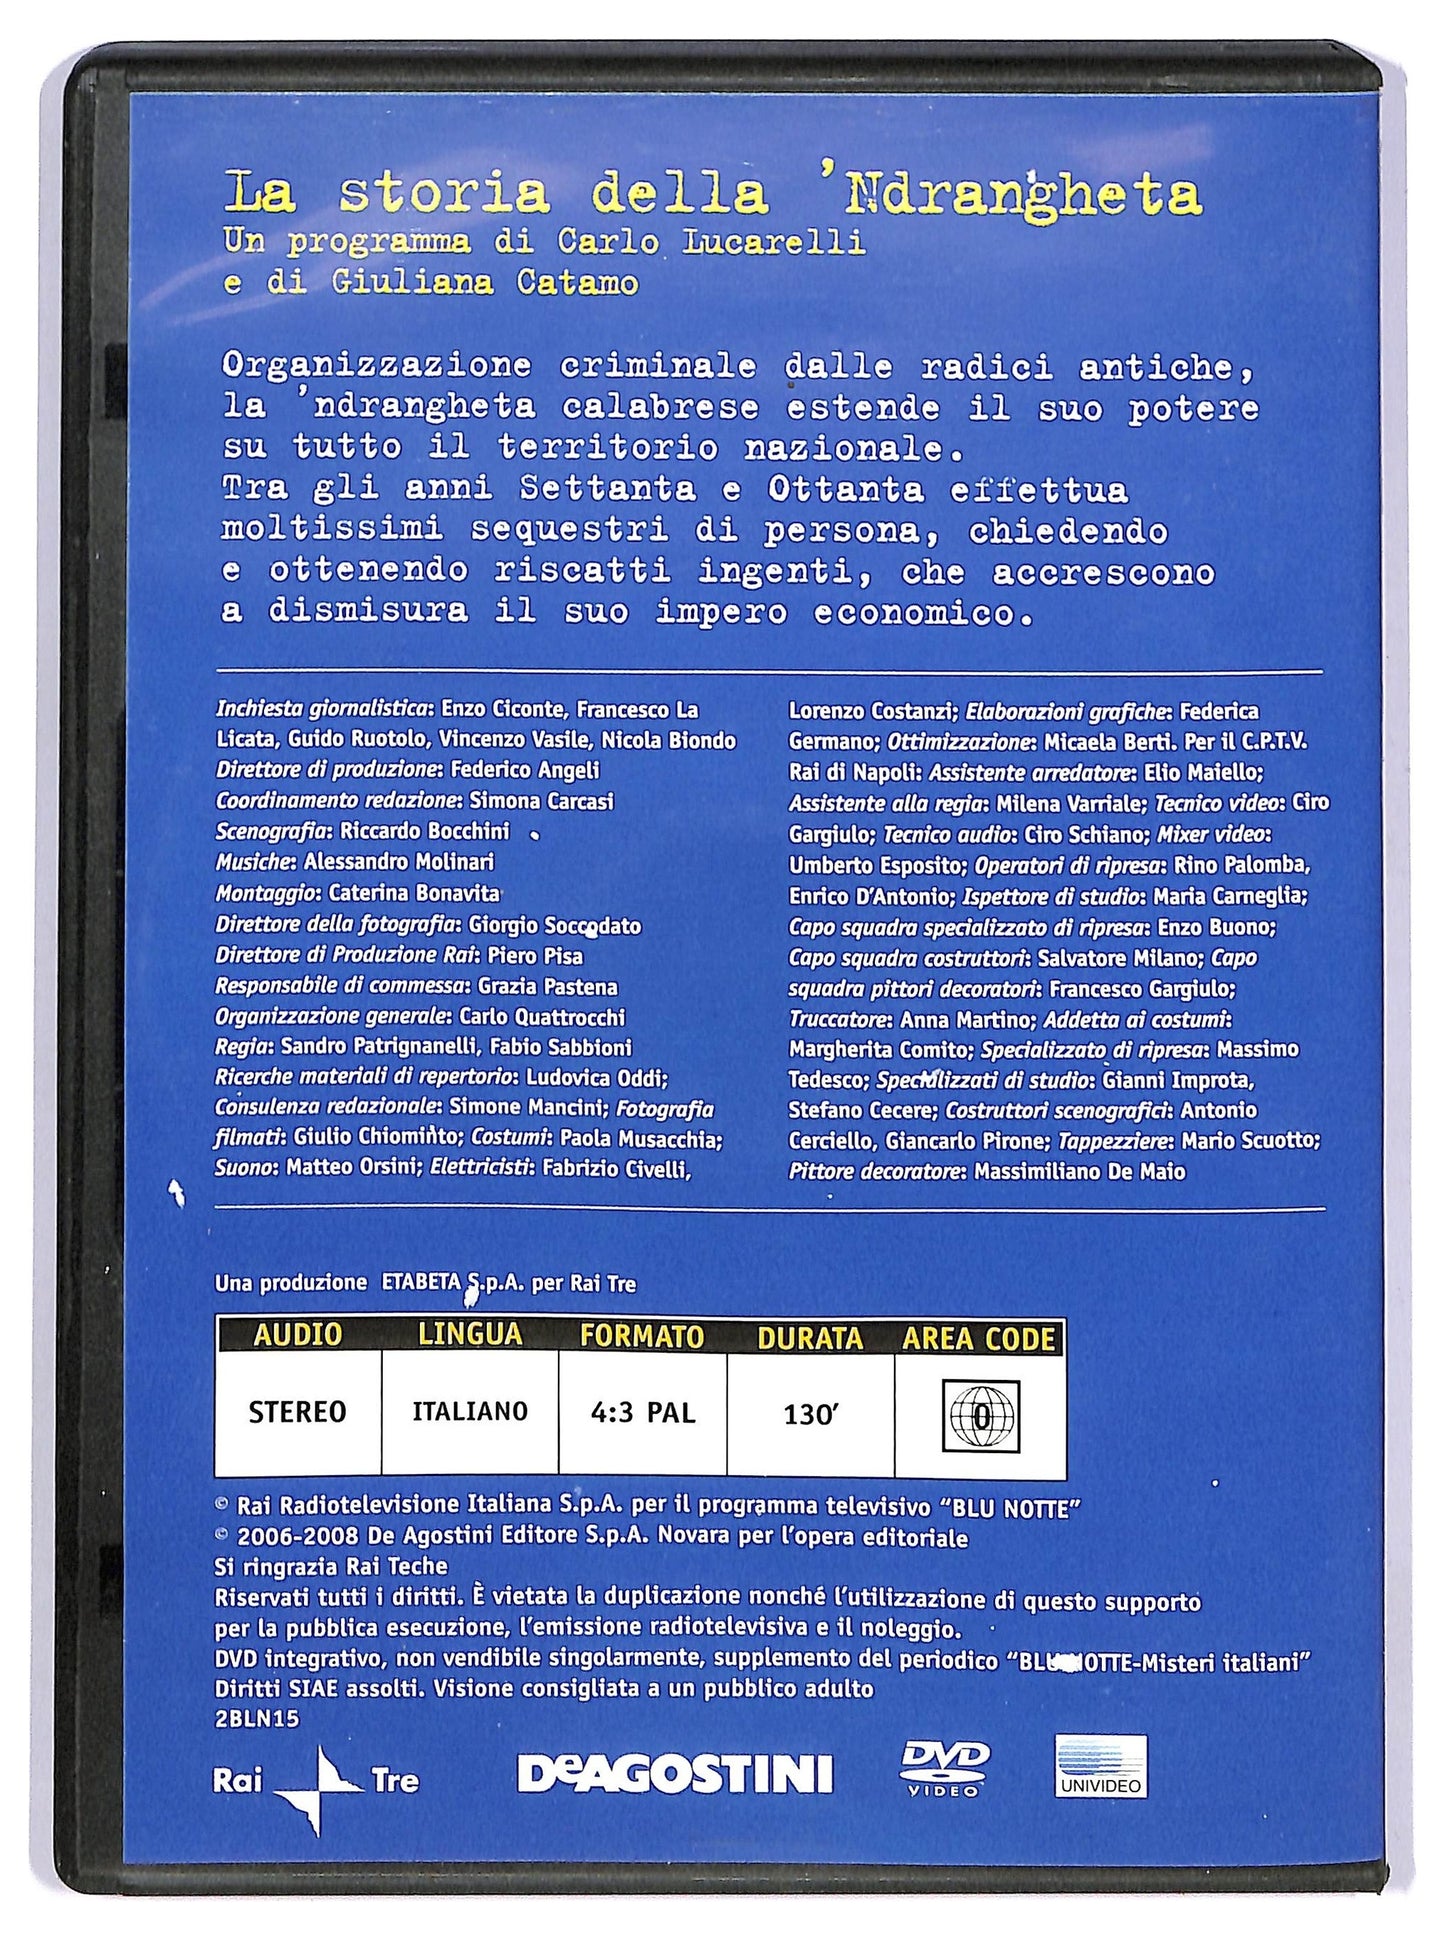 La storia della 'Ndrangheta
Un programma di Carlo Lucarelli
e di Giuliana Catamo
Organizzazione criminale dalle radici antiche,
la 'ndrangheta calabrese estende il suo potere
su tutto il territorio nazionale.
Tra gli anni Settanta e Ottanta effettua
moltissimi sequestri di persona, chiedendo
e ottenendo riscatti ingenti, che accrescono
a dismisura il suo impero economico.
Inchiesta giornalistica: Enzo Ciconte, Francesco La
Licata, Guido Ruotolo, Vincenzo Vasile, Nicola Biondo
Direttore di produzione: Federico Angeli
Coordinamento redazione: Simona Carcasi
Scenografia: Riccardo Bocchini
Musiche: Alessandro Molinari
Montaggio: Caterina Bonavita
Direttore della fotografia: Giorgio Soccodato
Direttore di Produzione Rai: Piero Pisa
Responsabile di commessa: Grazia Pastena
Organizzazione generale: Carlo Quattrocchi
Regia: Sandro Patrignanelli, Fabio Sabbioni
Ricerche materiali di repertorio: Ludovica Oddi;
Consulenza redazionale: Simone Mancini; Fotografia
filmati: Giulio Chiominto; Costumi: Paola Musacchia;
Suono: Matteo Orsini; Elettricisti: Fabrizio Civelli,
Lorenzo Costanzi; Elaborazioni grafiche: Federica
Germano; Ottimizzazione: Micaela Berti. Per il C.P.T.V.
Rai di Napoli: Assistente arredatore: Elio Maiello;
Assistente alla regia: Milena Varriale; Tecnico video: Ciro
Gargiulo; Tecnico audio: Ciro Schiano; Mixer video:
Umberto Esposito; Operatori di ripresa: Rino Palomba,
Enrico D'Antonio; Ispettore di studio: Maria Carneglia;
Capo squadra specializzato di ripresa: Enzo Buono;
Capo squadra costruttori: Salvatore Milano; Capo
squadra pittori decoratori: Francesco Gargiulo;
Truccatore: Anna Martino; Addetta ai costumi:
Margherita Comito; Specializzato di ripresa: Massimo
Tedesco; Specializzati di studio: Gianni Improta,
Stefano Cecere; Costruttori scenografici: Antonio
Cerciello, Giancarlo Pirone; Tappezziere: Mario Scuotto;
Pittore decoratore: Massimiliano De Maio
Una produzione ETABETA S.p.A. per Rai Tre
AUDIO LINGUA FORMATO DURATA AREA CODE
STEREO ITALIANO 4:3 PAL 130' 0
© Rai Radiotelevisione Italiana S.p.A. per il programma televisivo "BLU NOTTE"
© 2006-2008 De Agostini Editore S.p.A. Novara per l'opera editoriale
Si ringrazia Rai Teche
Riservati tutti i diritti. È vietata la duplicazione nonché l'utilizzazione di questo supporto
per la pubblica esecuzione, l'emissione radiotelevisiva e il noleggio.
DVD integrativo, non vendibile singolarmente, supplemento del periodico "BLU NOTTE-Misteri italiani"
Diritti SIAE assolti. Visione consigliata a un pubblico adulto
2BLN15
Rai Tre DeAGOSTINI DVD VIDEO UNIVIDEO